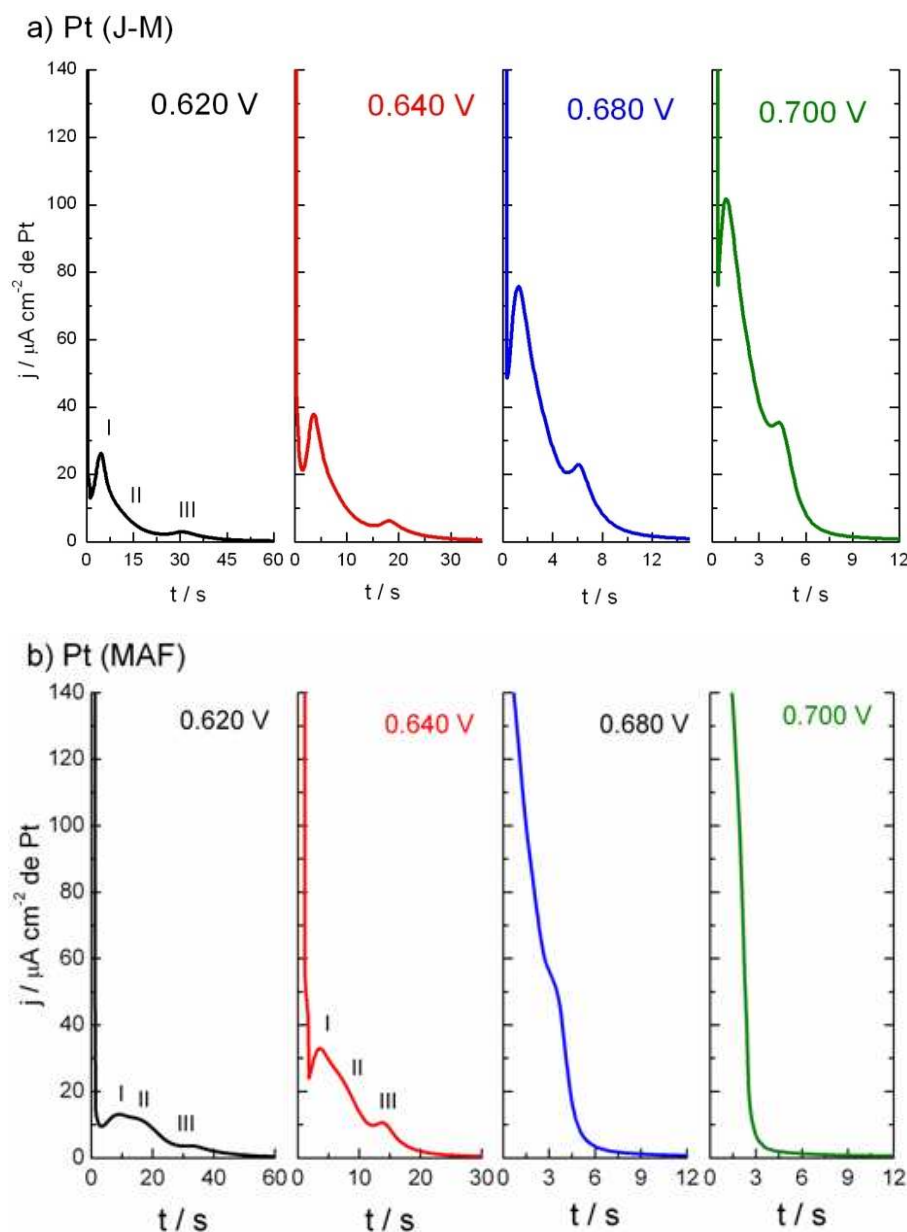 a) Pt (J-M)
0.620 V
0.640 V
0.680 V
0.700 V
j / μA cm⁻² de Pt
140
120
100
80
60
40
20
0
I
II
III
0 15 30 45 60
0 10 20 30
0 4 8 12
0 3 6 9 12
t / s
t / s
t / s
t / s
b) Pt (MAF)
0.620 V
0.640 V
0.680 V
0.700 V
j / μA cm⁻² de Pt
140
120
100
80
60
40
20
0
I
II
III
I
II
III
0 20 40 60
0 10 20 30
0 3 6 9 12
0 3 6 9 12
t / s
t / s
t / s
t / s